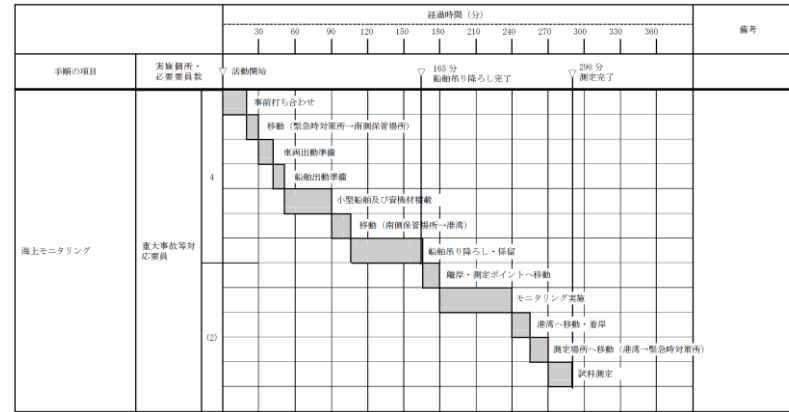 経過時間（分）
備考
30 60 90 120 150 180 210 240 270 300 330 360
手順の項目
実施個所・
必要要員数
▽ 活動開始
▽ 165 分
船舶吊り降ろし完了
▽ 290 分
測定完了
海上モニタリング
重大事故等対
応要員
4
(2)
事前打ち合わせ
移動（緊急時対策所→南側保管場所）
車両出動準備
船舶出動準備
小型船舶及び資機材積載
移動（南側保管場所→港湾）
船舶吊り降ろし・係留
離岸・測定ポイントへ移動
モニタリング実施
港湾へ移動・着岸
測定場所へ移動（港湾→緊急時対策所）
試料測定